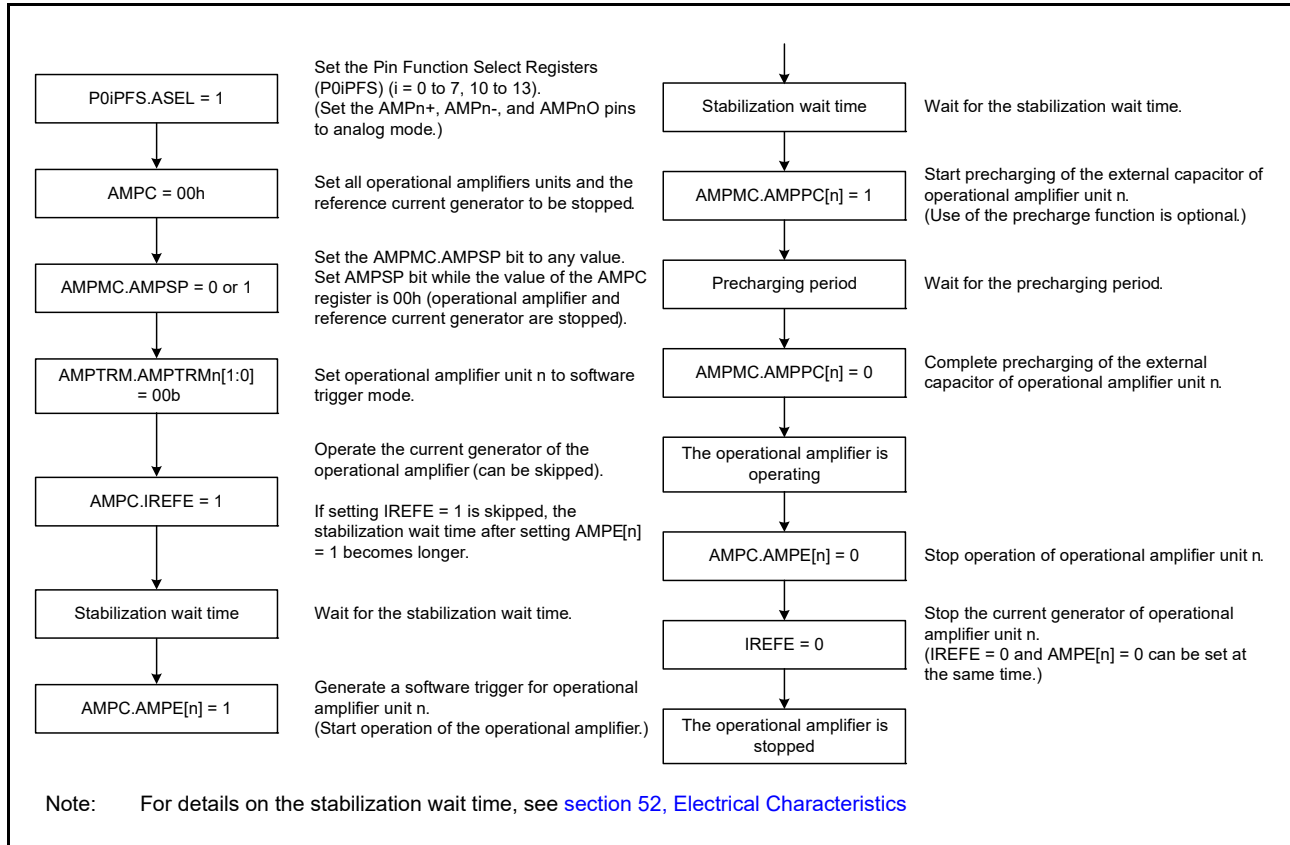 P0iPFS.ASEL = 1
Set the Pin Function Select Registers
(P0iPFS) (i = 0 to 7, 10 to 13).
(Set the AMPn+, AMPn-, and AMPnO pins
to analog mode.)
AMPC = 00h
Set all operational amplifiers units and the
reference current generator to be stopped.
AMPMC.AMPSP = 0 or 1
Set the AMPMC.AMPSP bit to any value.
Set AMPSP bit while the value of the AMPC
register is 00h (operational amplifier and
reference current generator are stopped).
AMPTRM.AMPTRMn[1:0]
= 00b
Set operational amplifier unit n to software
trigger mode.
AMPC.IREFE = 1
Operate the current generator of the
operational amplifier (can be skipped).
If setting IREFE = 1 is skipped, the
stabilization wait time after setting AMPE[n]
= 1 becomes longer.
Stabilization wait time
Wait for the stabilization wait time.
AMPC.AMPE[n] = 1
Generate a software trigger for operational
amplifier unit n.
(Start operation of the operational amplifier.)
Stabilization wait time
Wait for the stabilization wait time.
AMPMC.AMPPC[n] = 1
Start precharging of the external capacitor of
operational amplifier unit n.
(Use of the precharge function is optional.)
Precharging period
Wait for the precharging period.
AMPMC.AMPPC[n] = 0
Complete precharging of the external
capacitor of operational amplifier unit n.
The operational amplifier is
operating
AMPC.AMPE[n] = 0
Stop operation of operational amplifier unit n.
IREFE = 0
Stop the current generator of operational
amplifier unit n.
(IREFE = 0 and AMPE[n] = 0 can be set at
the same time.)
The operational amplifier is
stopped
Note: For details on the stabilization wait time, see section 52, Electrical Characteristics